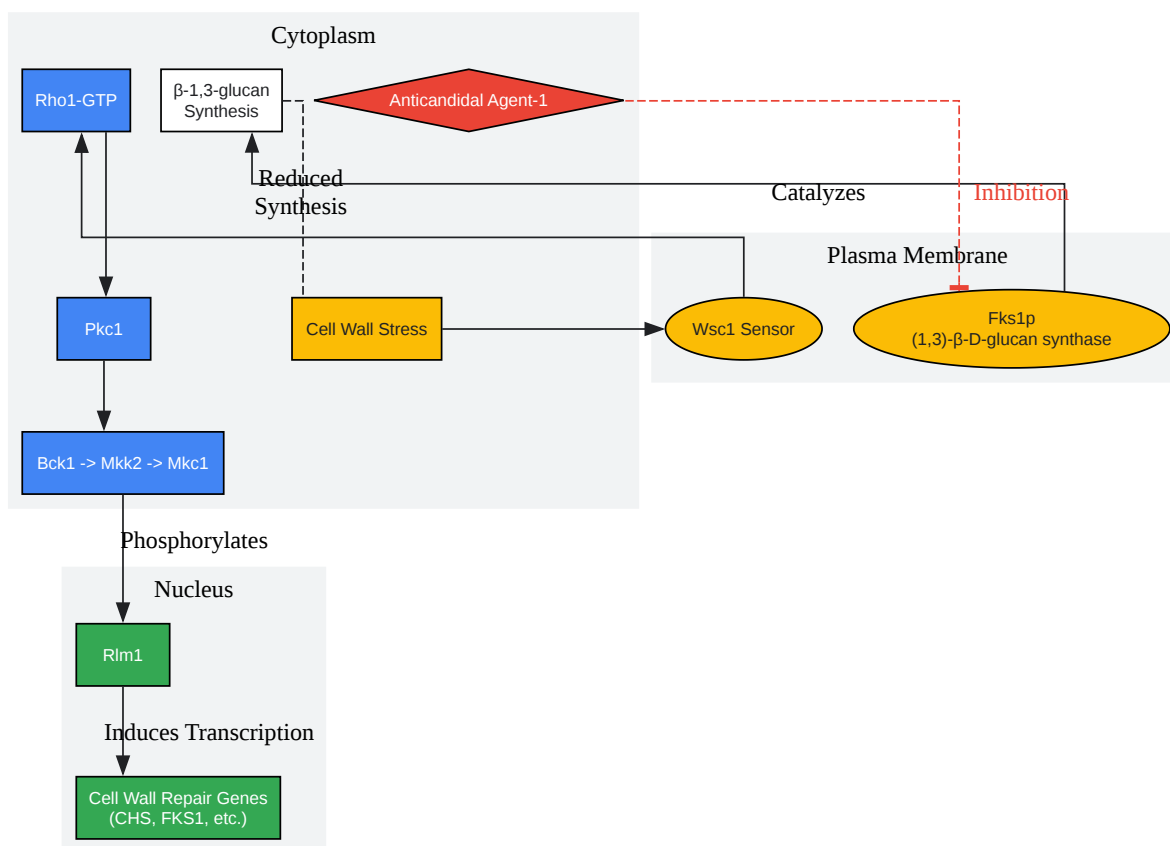 Cytoplasm
Rho1-GTP
β-1,3-glucan
Synthesis
Anticandidal Agent-1
Reduced
Synthesis
Catalyzes
Inhibition
Plasma Membrane
Pkc1
Cell Wall Stress
Wsc1 Sensor
Fks1p
(1,3)-β-D-glucan synthase
Bck1 -> Mkk2 -> Mkc1
Phosphorylates
Nucleus
Rlm1
Induces Transcription
Cell Wall Repair Genes
(CHS, FKS1, etc.)